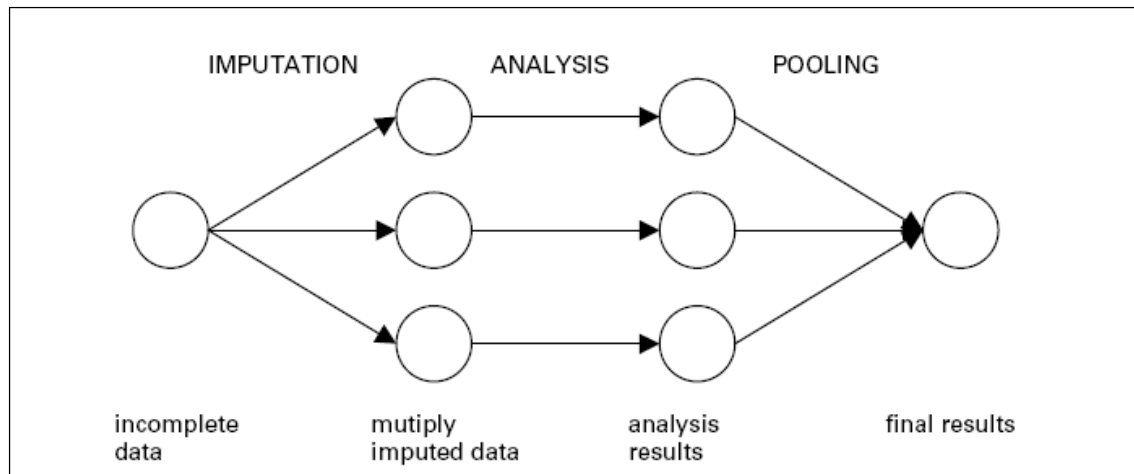 IMPUTATION ANALYSIS POOLING
incomplete mutiply analysis final results
data imputed data results